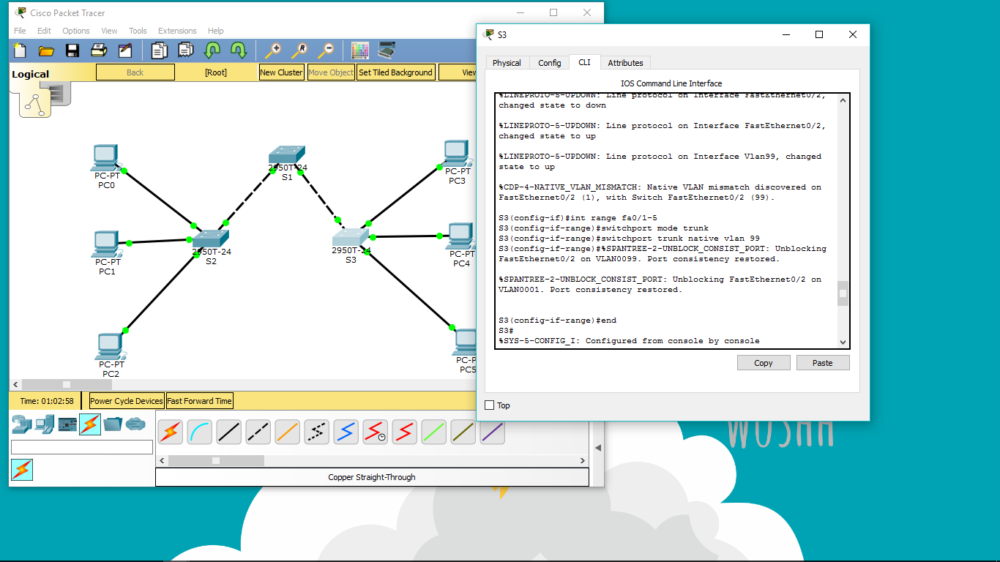 Cisco Packet Tracer
File Edit Options View Tools Extensions Help
Logical
Back
[Root]
New Cluster
Move Object
Set Tiled Background
View
PC-PT
PC0
PC-PT
PC1
PC-PT
PC2
2950T-24
S1
2950T-24
S2
2950T-24
S3
PC-PT
PC3
PC-PT
PC4
PC-PT
PC5
Time: 01:02:58
Power Cycle Devices
Fast Forward Time
Copper Straight-Through
S3
Physical Config CLI Attributes
IOS Command Line Interface
%LINEPROTO-5-UPDOWN: Line protocol on Interface FastEthernet0/2,
changed state to down
%LINEPROTO-5-UPDOWN: Line protocol on Interface FastEthernet0/2,
changed state to up
%LINEPROTO-5-UPDOWN: Line protocol on Interface Vlan99, changed
state to up
%CDP-4-NATIVE_VLAN_MISMATCH: Native VLAN mismatch discovered on
FastEthernet0/2 (1), with Switch FastEthernet0/2 (99).
S3(config-if)#int range fa0/1-5
S3(config-if-range)#switchport mode trunk
S3(config-if-range)#switchport trunk native vlan 99
S3(config-if-range)#%SPANTREE-2-UNBLOCK_CONSIST_PORT: Unblocking
FastEthernet0/2 on VLAN0099. Port consistency restored.
%SPANTREE-2-UNBLOCK_CONSIST_PORT: Unblocking FastEthernet0/2 on
VLAN0001. Port consistency restored.
S3(config-if-range)#end
S3#
%SYS-5-CONFIG_I: Configured from console by console
Copy
Paste
Top